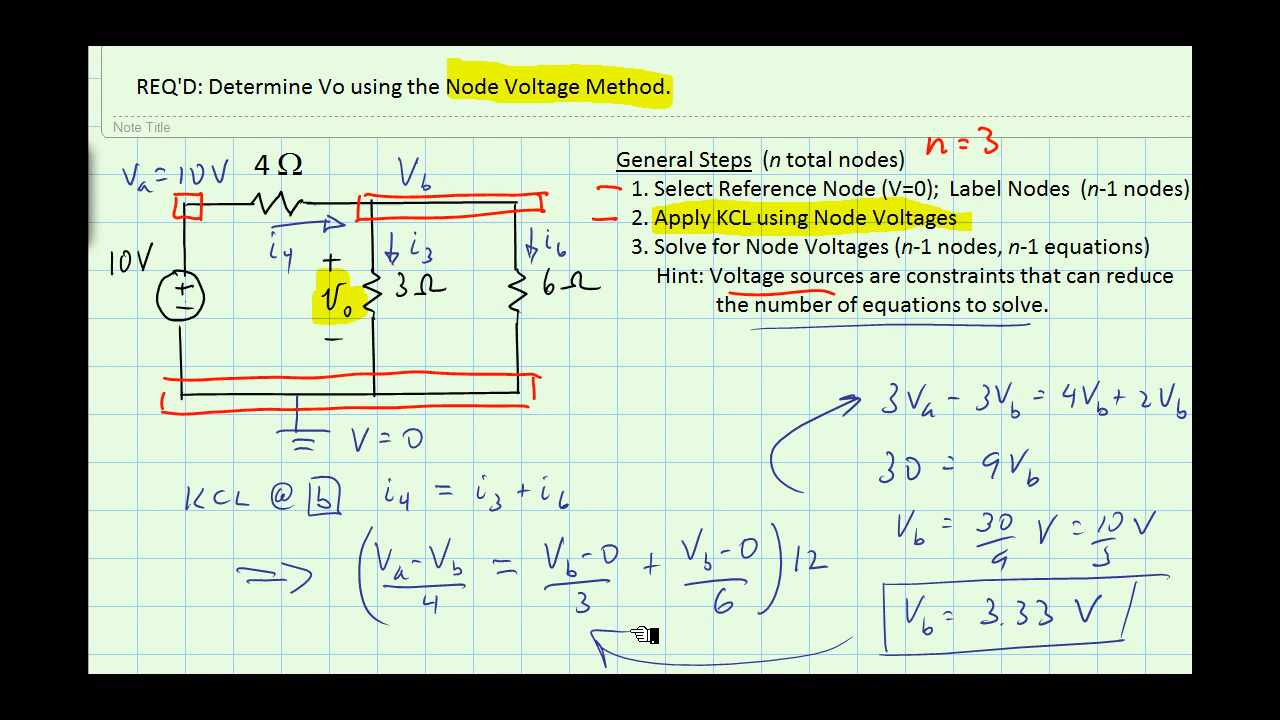 REQ'D: Determine Vo using the Node Voltage Method.
Note Title
n = 3
General Steps (n total nodes)
1. Select Reference Node (V=0); Label Nodes (n-1 nodes)
2. Apply KCL using Node Voltages
3. Solve for Node Voltages (n-1 nodes, n-1 equations)
Hint: Voltage sources are constraints that can reduce
the number of equations to solve.
Va = 10V
4 Ω
Vb
i4
i3
i6
10V
+
-
+
Vo
-
3Ω
6Ω
V = 0
KCL @ b i4 = i3 + i6
=> ((Va - Vb)/4 = (Vb - 0)/3 + (Vb - 0)/6) 12
3Va - 3Vb = 4Vb + 2Vb
30 = 9Vb
Vb = 30/9 V = 10/3 V
Vb = 3.33 V